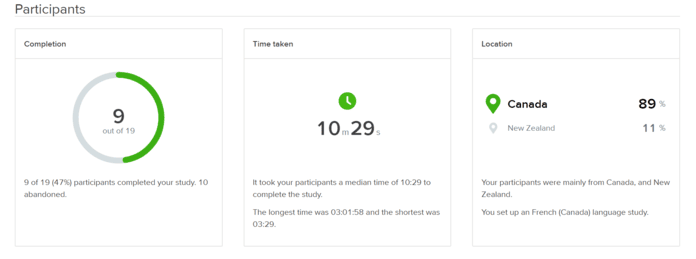 Participants
Completion
9
out of 19
9 of 19 (47%) participants completed your study. 10
abandoned.
Time taken
10m29s
It took your participants a median time of 10:29 to
complete the study.
The longest time was 03:01:58 and the shortest was
03:29.
Location
Canada 89 %
New Zealand 11 %
Your participants were mainly from Canada, and New
Zealand.
You set up an French (Canada) language study.